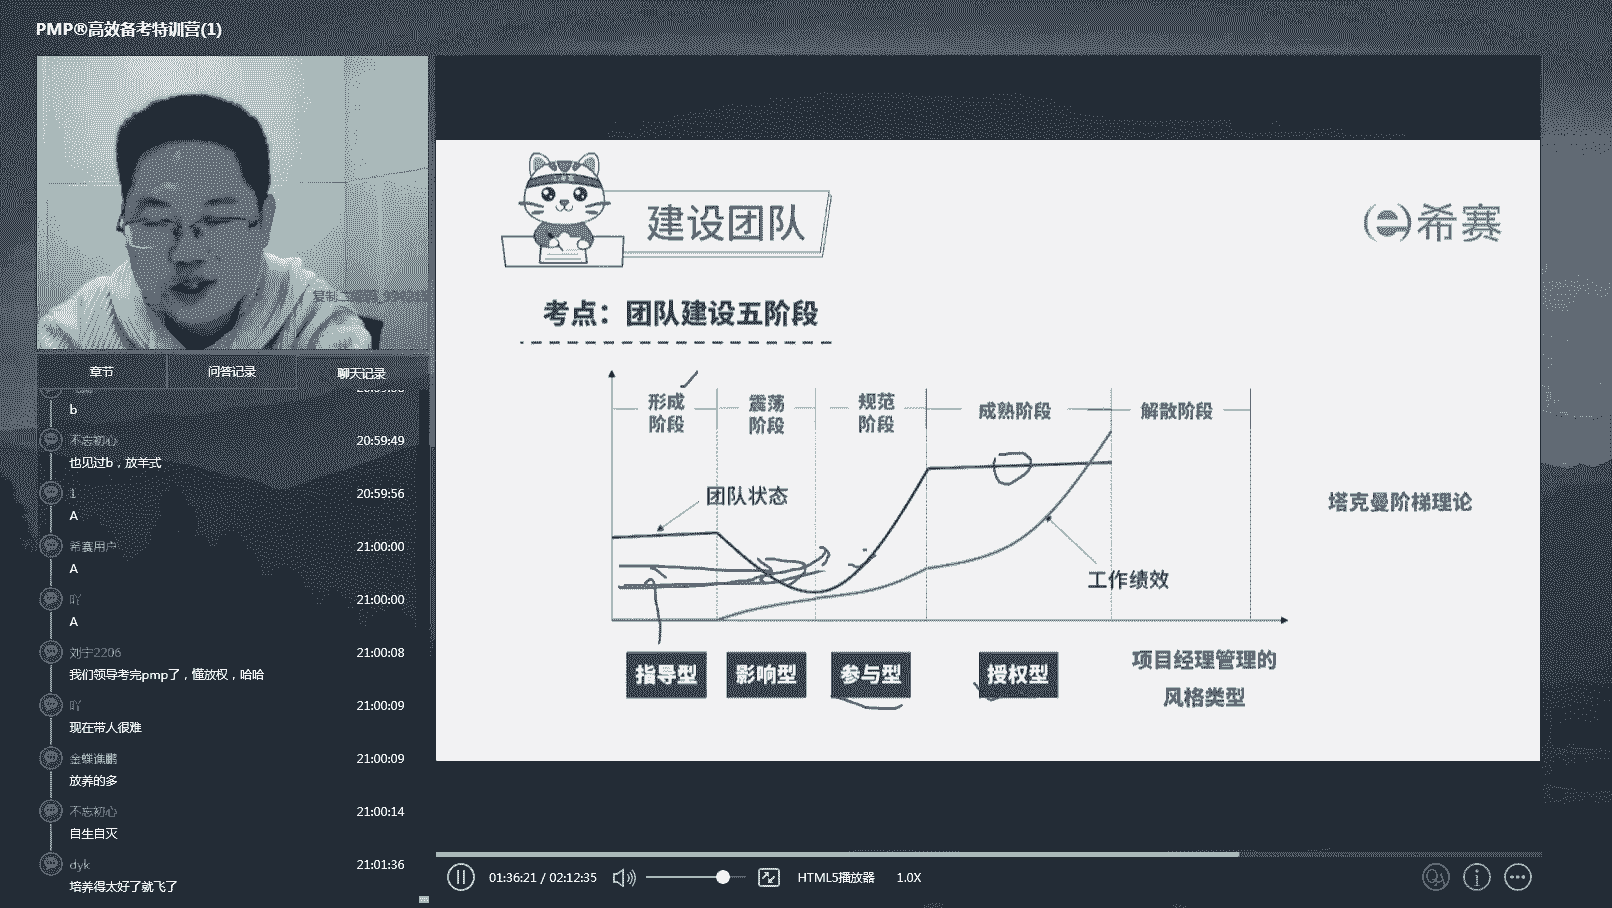 PMP®高效备考特训营(1)
章节
问答记录
聊天记录
b
不忘初心
20:59:49
也见过b，放羊式
1
20:59:56
A
希赛用户
21:00:00
A
吖
21:00:00
A
刘宁2206
21:00:08
我们领导考完pmp了，懂放权，哈哈
吖
21:00:09
现在带人很难
金蝶谯鹏
21:00:09
放养的多
不忘初心
21:00:14
自生自灭
dyk
21:01:36
培养得太好了就飞了
建设团队
希赛
考点：团队建设五阶段
形成
阶段
震荡
阶段
规范
阶段
成熟阶段
解散阶段
团队状态
塔克曼阶梯理论
工作绩效
指导型
影响型
参与型
授权型
项目经理管理的
风格类型
01:36:21 / 02:12:35
HTML5播放器
1.0X